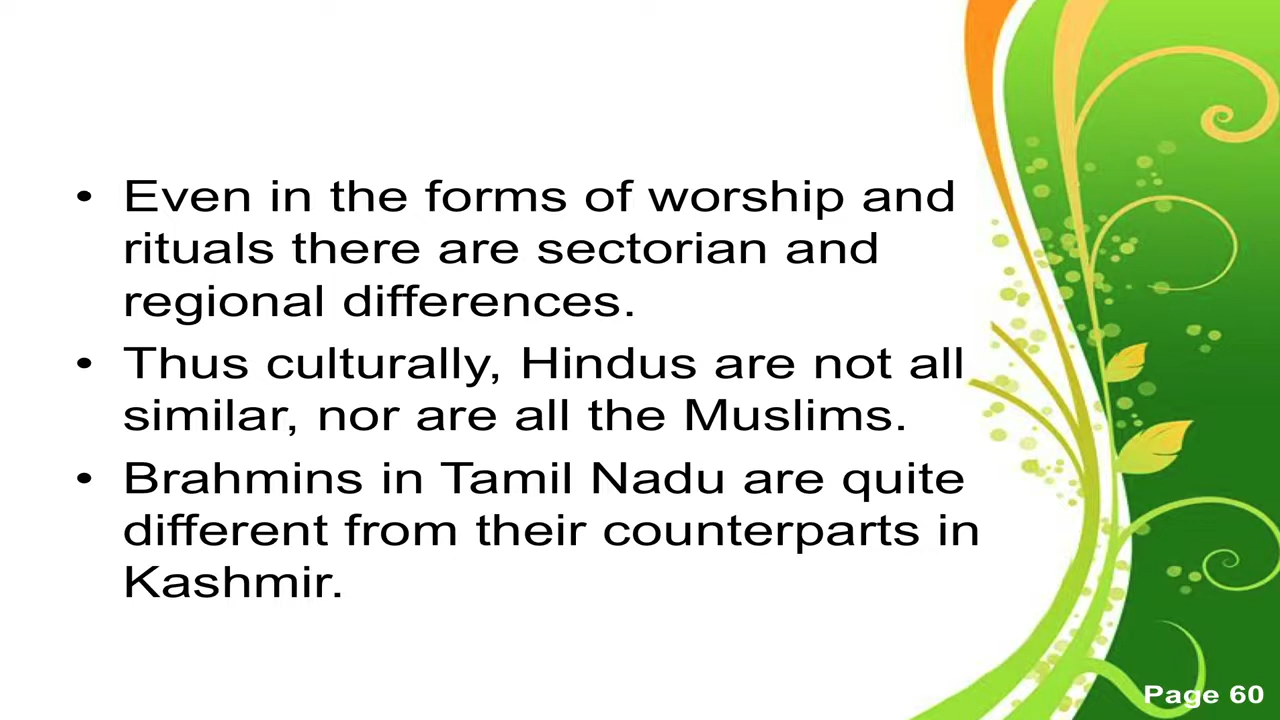 • Even in the forms of worship and
rituals there are sectorian and
regional differences.
• Thus culturally, Hindus are not all
similar, nor are all the Muslims.
• Brahmins in Tamil Nadu are quite
different from their counterparts in
Kashmir.
Page 60